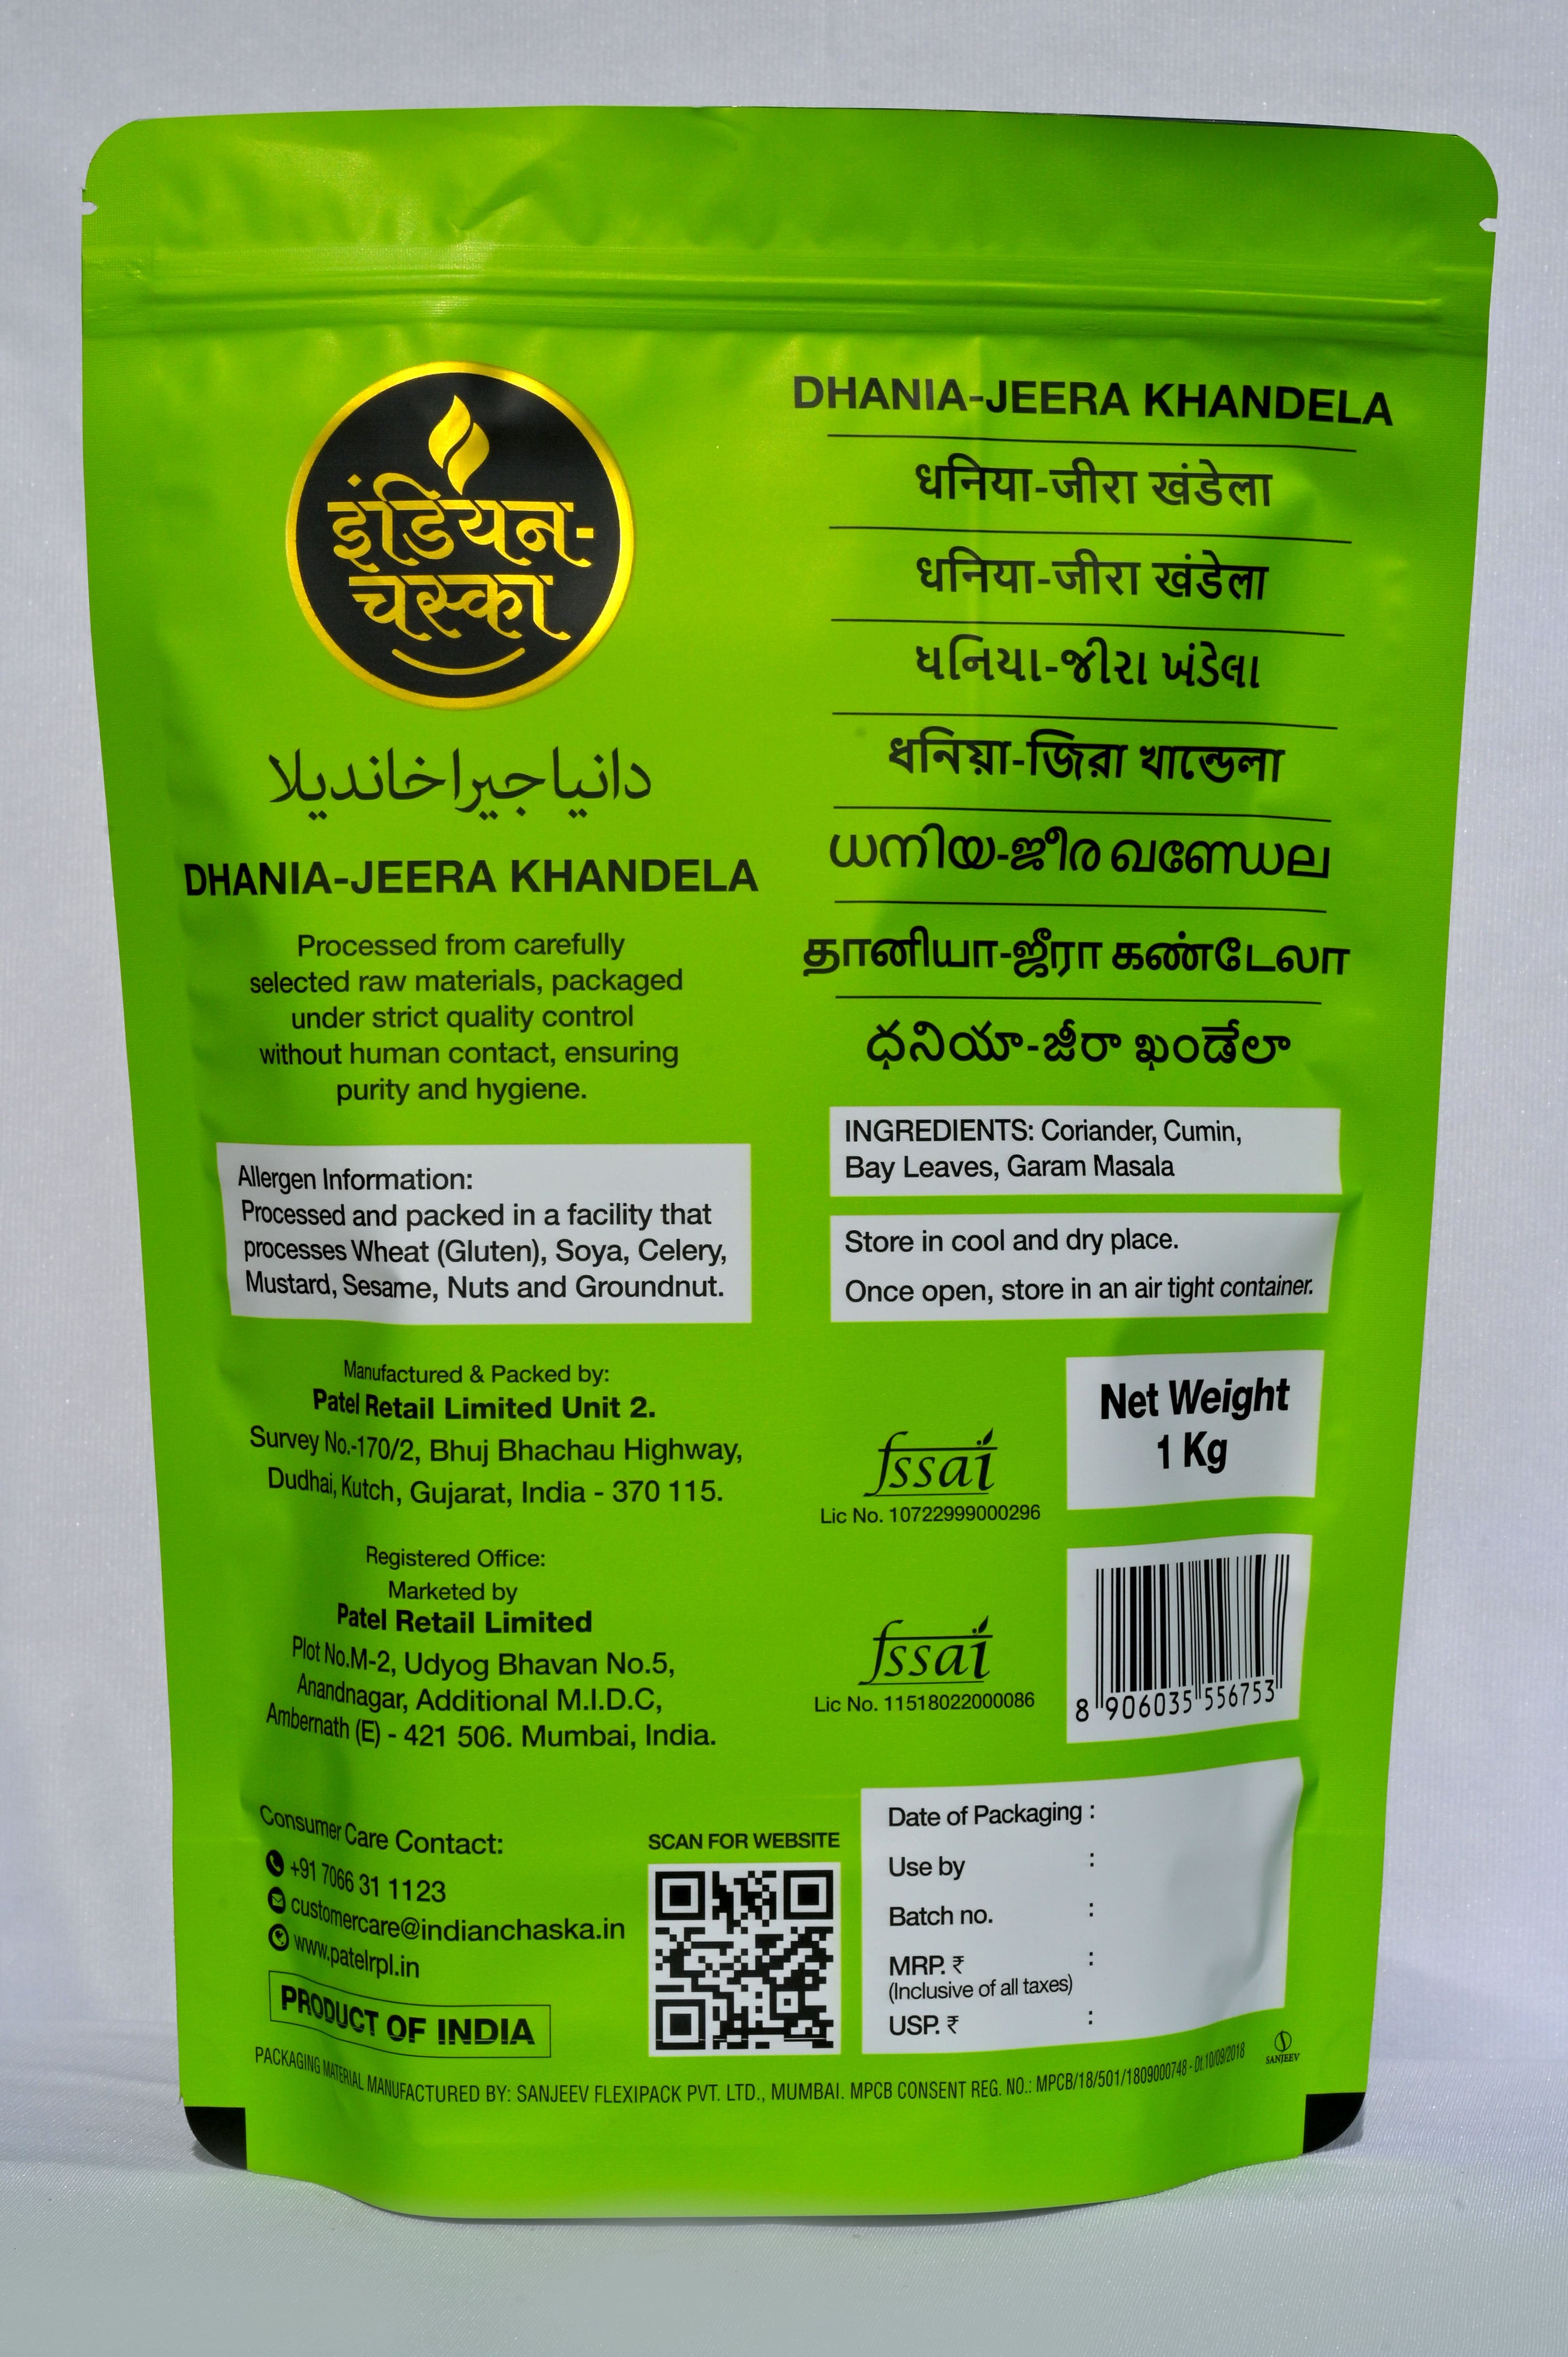 इंडियन-
चस्का
دانياجيراخانديلا
DHANIA-JEERA KHANDELA
Processed from carefully
selected raw materials, packaged
under strict quality control
without human contact, ensuring
purity and hygiene.
Allergen Information:
Processed and packed in a facility that
processes Wheat (Gluten), Soya, Celery,
Mustard, Sesame, Nuts and Groundnut.
Manufactured & Packed by:
Patel Retail Limited Unit 2.
Survey No.-170/2, Bhuj Bhachau Highway,
Dudhai, Kutch, Gujarat, India - 370 115.
Registered Office:
Marketed by
Patel Retail Limited
Plot No.M-2, Udyog Bhavan No.5,
Anandnagar, Additional M.I.D.C,
Ambernath (E) - 421 506. Mumbai, India.
Consumer Care Contact:
+91 7066 31 1123
customercare@indianchaska.in
www.patelrpl.in
PRODUCT OF INDIA
DHANIA-JEERA KHANDELA
धनिया-जीरा खंडेला
धनिया-जीरा खंडेला
ધનિયા-જીરા ખંડેલા
ধনিয়া-জিরা খান্ডেলা
ധനിയ-ജീര ഖണ്ഡേല
தானியா-ஜீரா கண்டேலா
ధనియా-జీరా ఖండేలా
INGREDIENTS: Coriander, Cumin,
Bay Leaves, Garam Masala
Store in cool and dry place.
Once open, store in an air tight container.
Net Weight
1 Kg
fssai
Lic No. 10722999000296
fssai
Lic No. 11518022000086
8 906035 556753
SCAN FOR WEBSITE
Date of Packaging :
Use by :
Batch no. :
MRP. ₹ :
(Inclusive of all taxes)
USP. ₹ :
PACKAGING MATERIAL MANUFACTURED BY: SANJEEV FLEXIPACK PVT. LTD., MUMBAI. MPCB CONSENT REG. NO.: MPCB/18/501/1809000748 - Dt.10/09/2018
SANJEEV